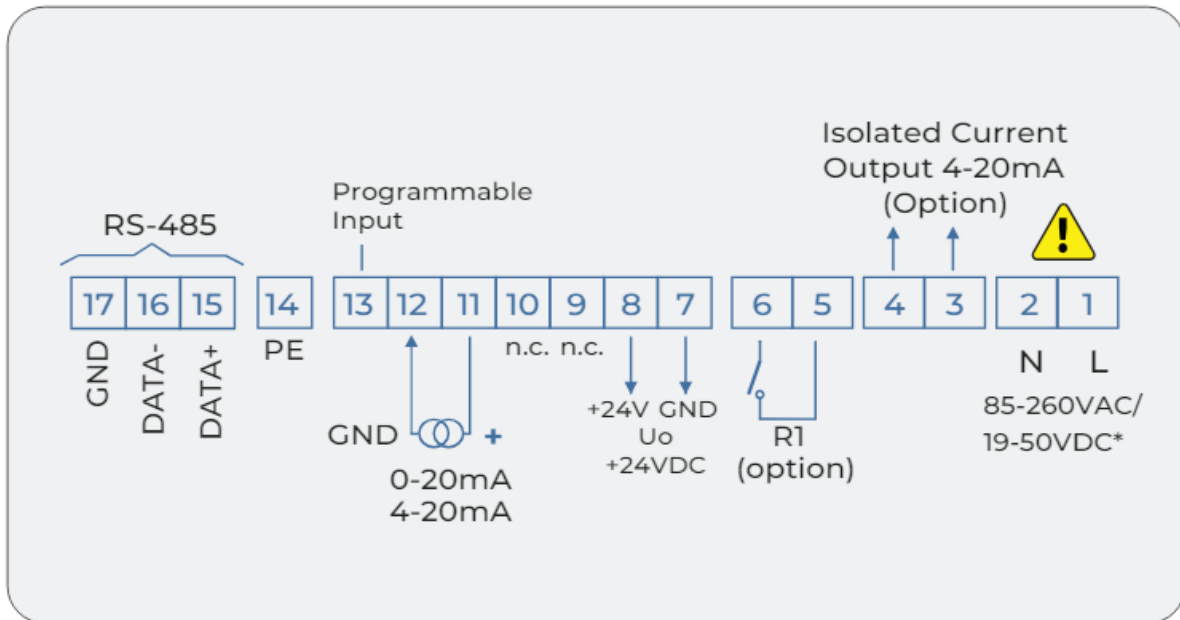 Isolated Current
Output 4-20mA
(Option)
Programmable
Input
RS-485
!
17 16 15 14 13 12 11 10 9 8 7 6 5 4 3 2 1
GND
DATA-
DATA+
PE
n.c. n.c.
N L
+24V GND
Uo
+24VDC
85-260VAC/
19-50VDC*
GND +
0-20mA
4-20mA
R1
(option)